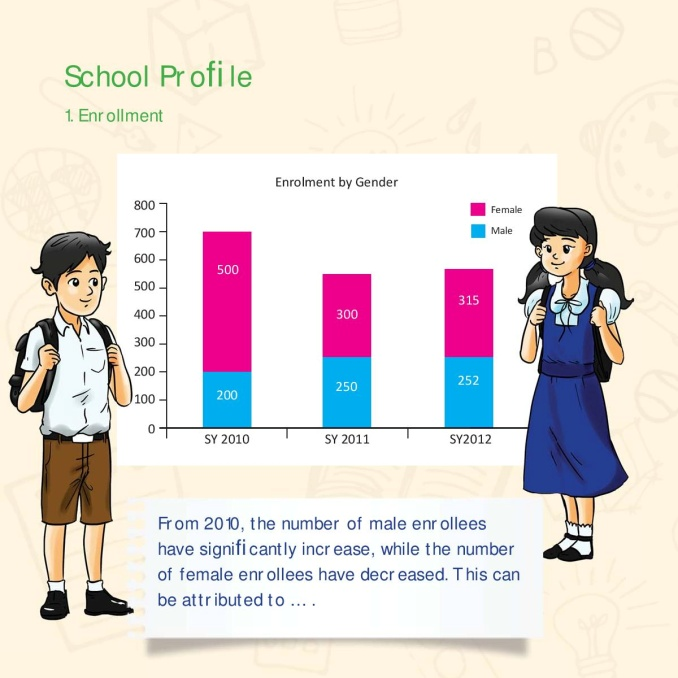 School Profile
1. Enrollment
Enrolment by Gender
800
700
600
500
400
300
200
100
0
Female
Male
500
200
300
250
315
252
SY 2010
SY 2011
SY2012
From 2010, the number of male enrollees
have significantly increase, while the number
of female enrollees have decreased. This can
be attributed to ... .